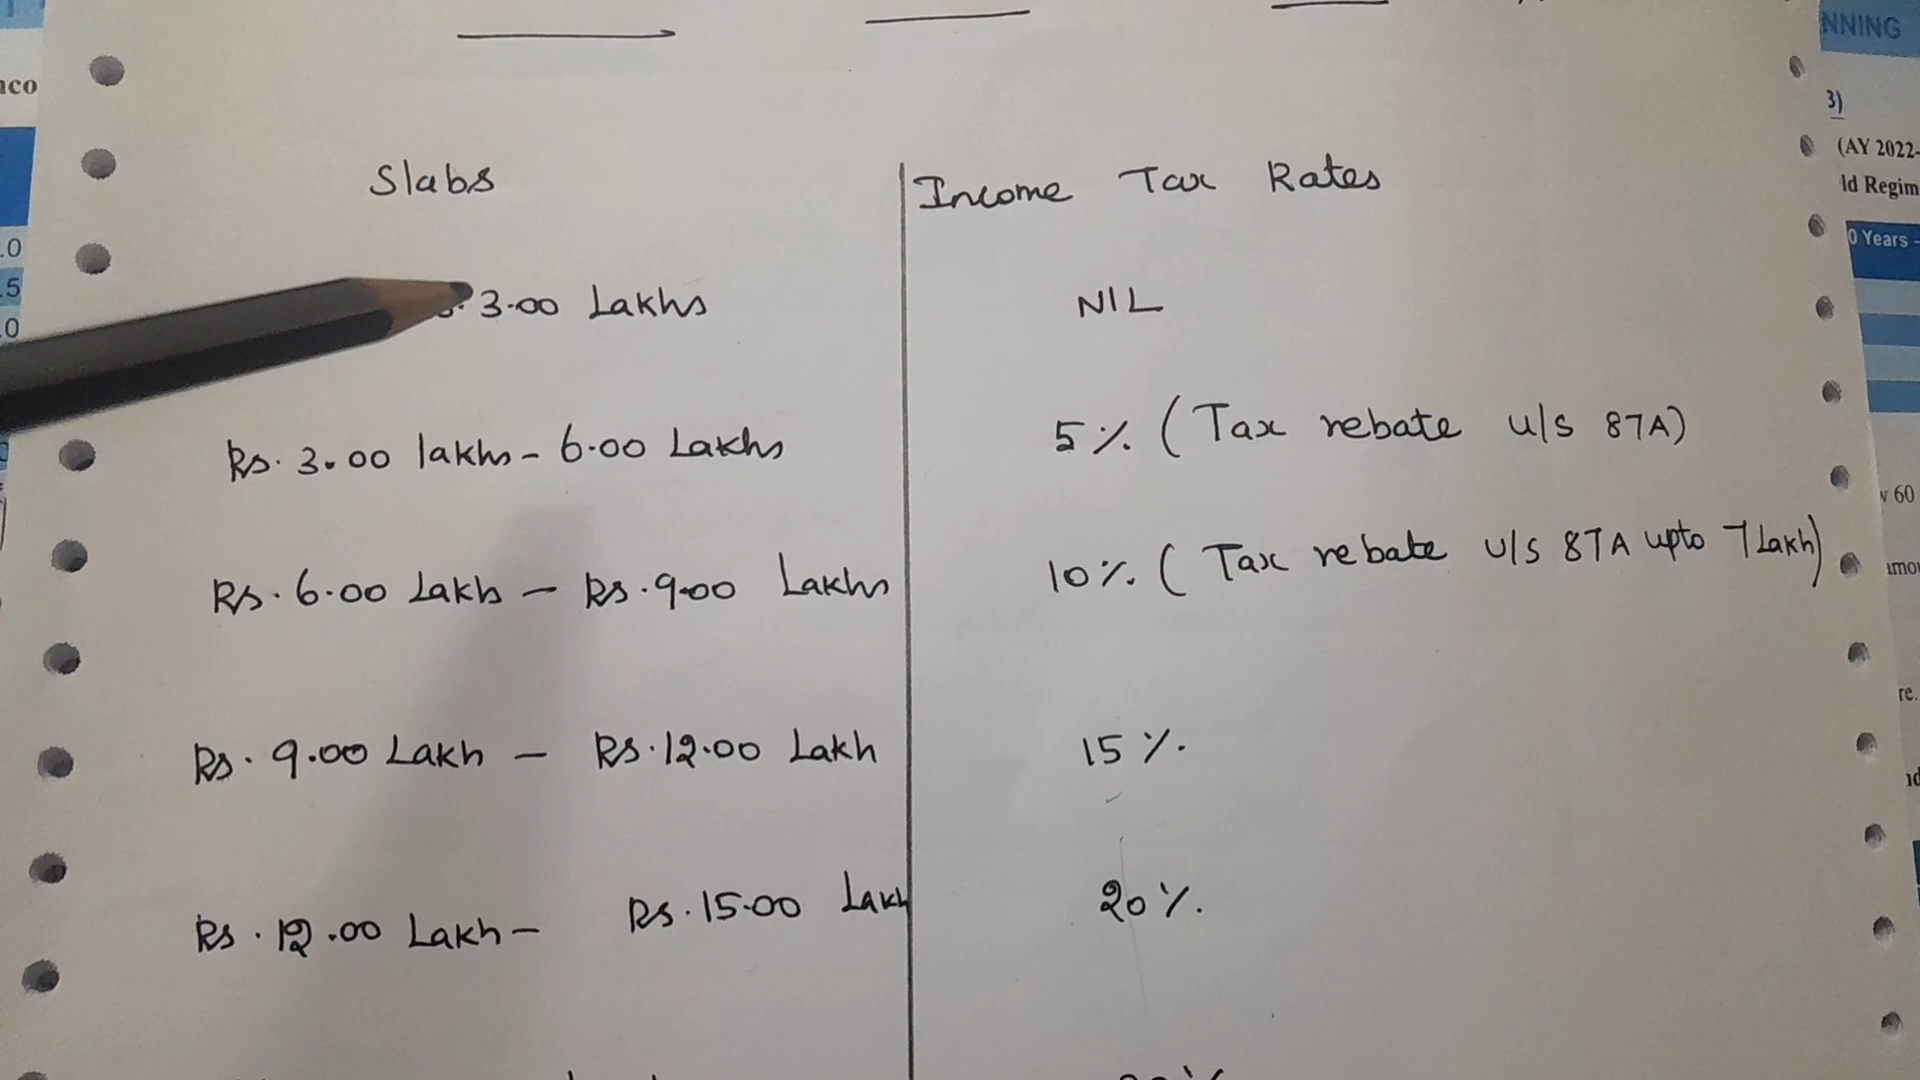 NNING
3)
(AY 2022-
ld Regim
0 Years -
Slabs Income Tax Rates
3.00 Lakhs NIL
Rs. 3.00 lakhs - 6.00 Lakhs 5% (Tax rebate u/s 87A)
Rs. 6.00 Lakh - Rs. 9.00 Lakhs 10% (Tax rebate u/s 87A upto 7 Lakh)
Rs. 9.00 Lakh - Rs. 12.00 Lakh 15%
Rs. 12.00 Lakh - Rs. 15.00 Lakh 20%